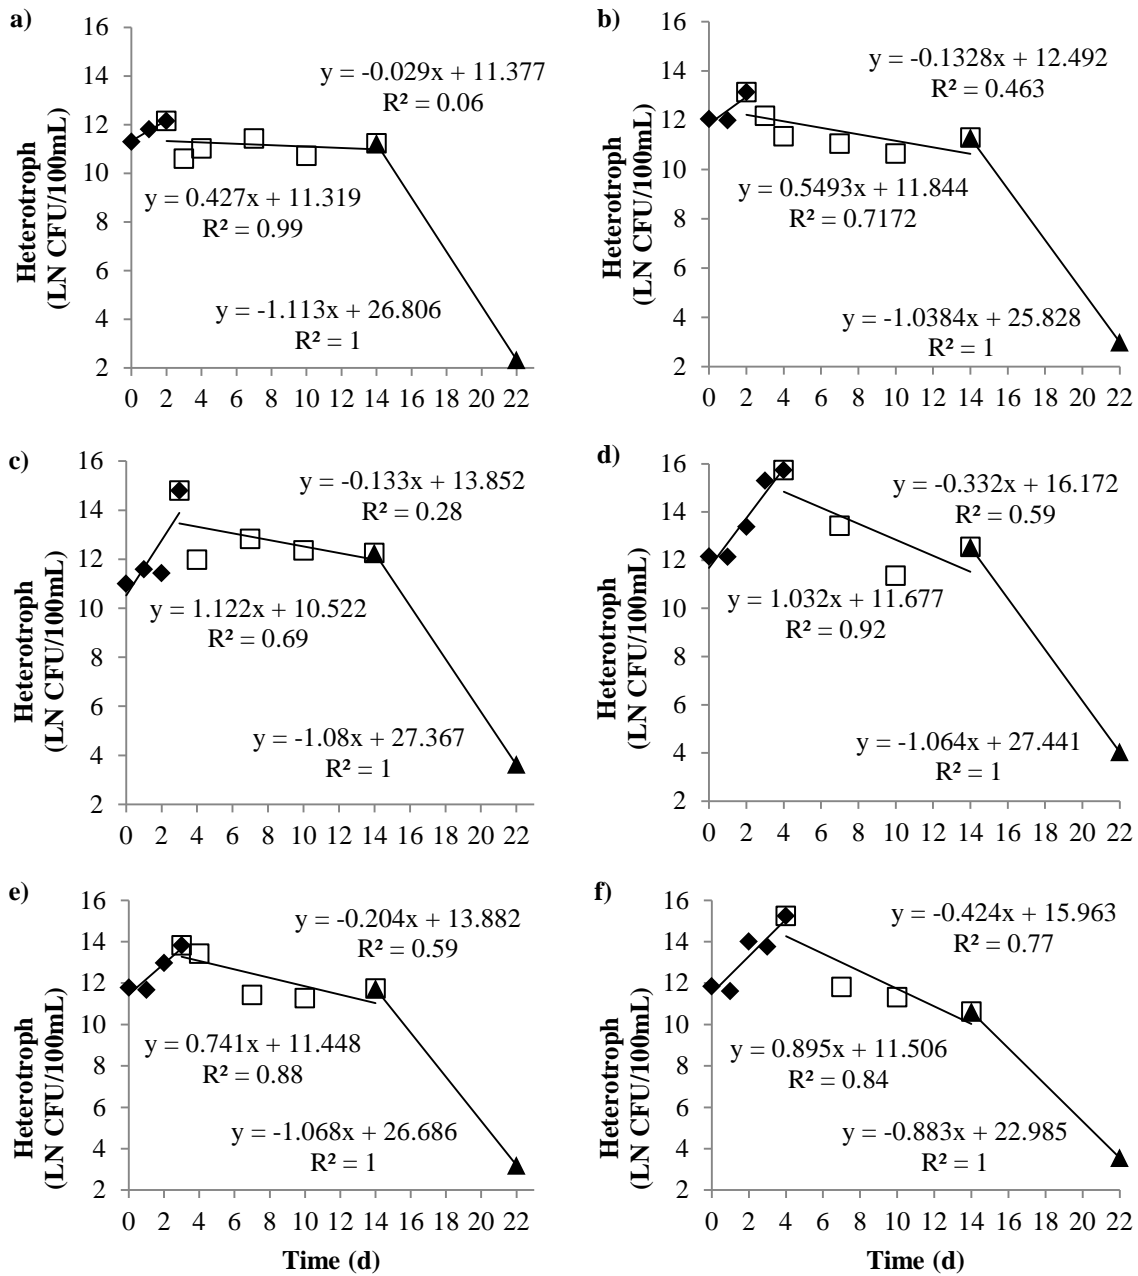 a)
16
14
12
10
8
6
4
2
Heterotroph
(LN CFU/100mL)
y = -0.029x + 11.377
R² = 0.06
y = 0.427x + 11.319
R² = 0.99
y = -1.113x + 26.806
R² = 1
0 2 4 6 8 10 12 14 16 18 20 22
b)
16
14
12
10
8
6
4
2
Heterotroph
(LN CFU/100mL)
y = -0.1328x + 12.492
R² = 0.463
y = 0.5493x + 11.844
R² = 0.7172
y = -1.0384x + 25.828
R² = 1
0 2 4 6 8 10 12 14 16 18 20 22
c)
16
14
12
10
8
6
4
2
Heterotroph
(LN CFU/100mL)
y = -0.133x + 13.852
R² = 0.28
y = 1.122x + 10.522
R² = 0.69
y = -1.08x + 27.367
R² = 1
0 2 4 6 8 10 12 14 16 18 20 22
d)
16
14
12
10
8
6
4
2
Heterotroph
(LN CFU/100mL)
y = -0.332x + 16.172
R² = 0.59
y = 1.032x + 11.677
R² = 0.92
y = -1.064x + 27.441
R² = 1
0 2 4 6 8 10 12 14 16 18 20 22
e)
16
14
12
10
8
6
4
2
Heterotroph
(LN CFU/100mL)
y = -0.204x + 13.882
R² = 0.59
y = 0.741x + 11.448
R² = 0.88
y = -1.068x + 26.686
R² = 1
0 2 4 6 8 10 12 14 16 18 20 22
Time (d)
f)
16
14
12
10
8
6
4
2
Heterotroph
(LN CFU/100mL)
y = -0.424x + 15.963
R² = 0.77
y = 0.895x + 11.506
R² = 0.84
y = -0.883x + 22.985
R² = 1
0 2 4 6 8 10 12 14 16 18 20 22
Time (d)